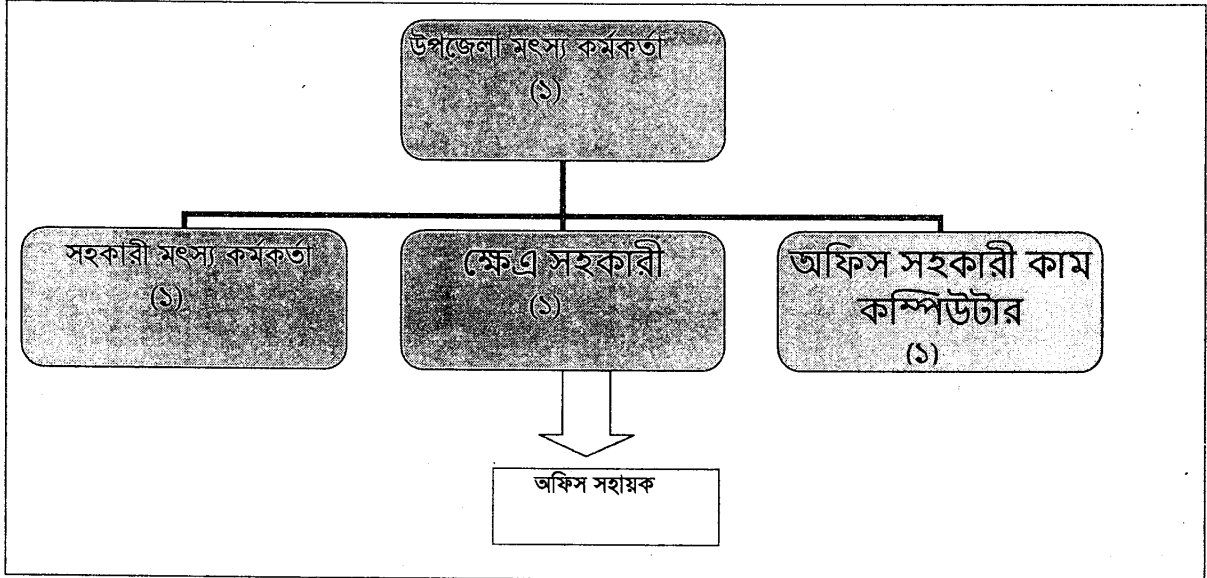 উপজেলা মৎস্য কর্মকর্তা
(১)
সহকারী মৎস্য কর্মকর্তা
(১)
ক্ষেএ সহকারী
(১)
অফিস সহকারী কাম
কম্পিউটার
(১)
অফিস সহায়ক